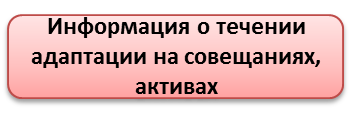 Информация о течении
адаптации на совещаниях,
активах